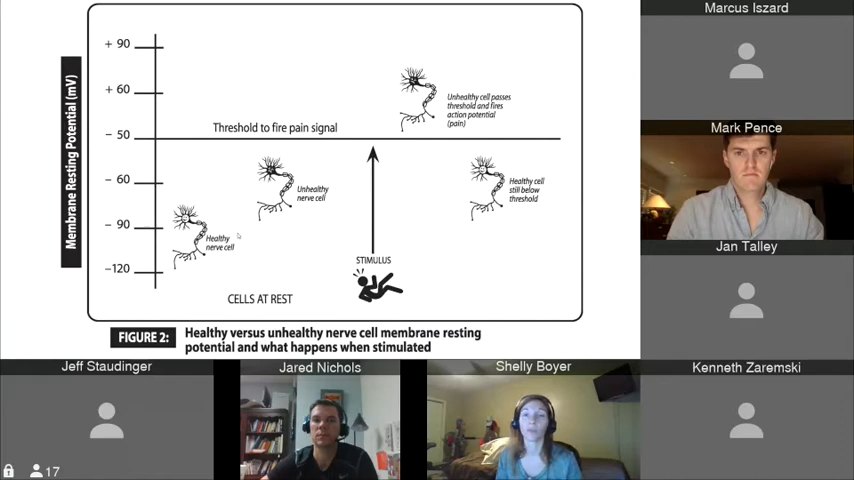 Membrane Resting Potential (mV)
+ 90
+ 60
– 50
– 60
– 90
–120
Threshold to fire pain signal
Unhealthy cell passes
threshold and fires
action potential
(pain)
Unhealthy
nerve cell
Healthy cell
still below
threshold
Healthy
nerve cell
STIMULUS
CELLS AT REST
FIGURE 2:
Healthy versus unhealthy nerve cell membrane resting
potential and what happens when stimulated
Marcus Iszard
Mark Pence
Jan Talley
Jeff Staudinger
Jared Nichols
Shelly Boyer
Kenneth Zaremski
17